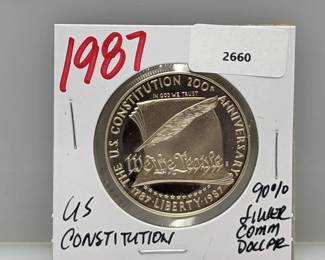 1987
2660
THE U.S. CONSTITUTION 200TH ANNIVERSARY
IN GOD WE TRUST
We the People
1787·LIBERTY·1987
US
CONSTITUTION
90%
SILVER
COMM
DOLLAR